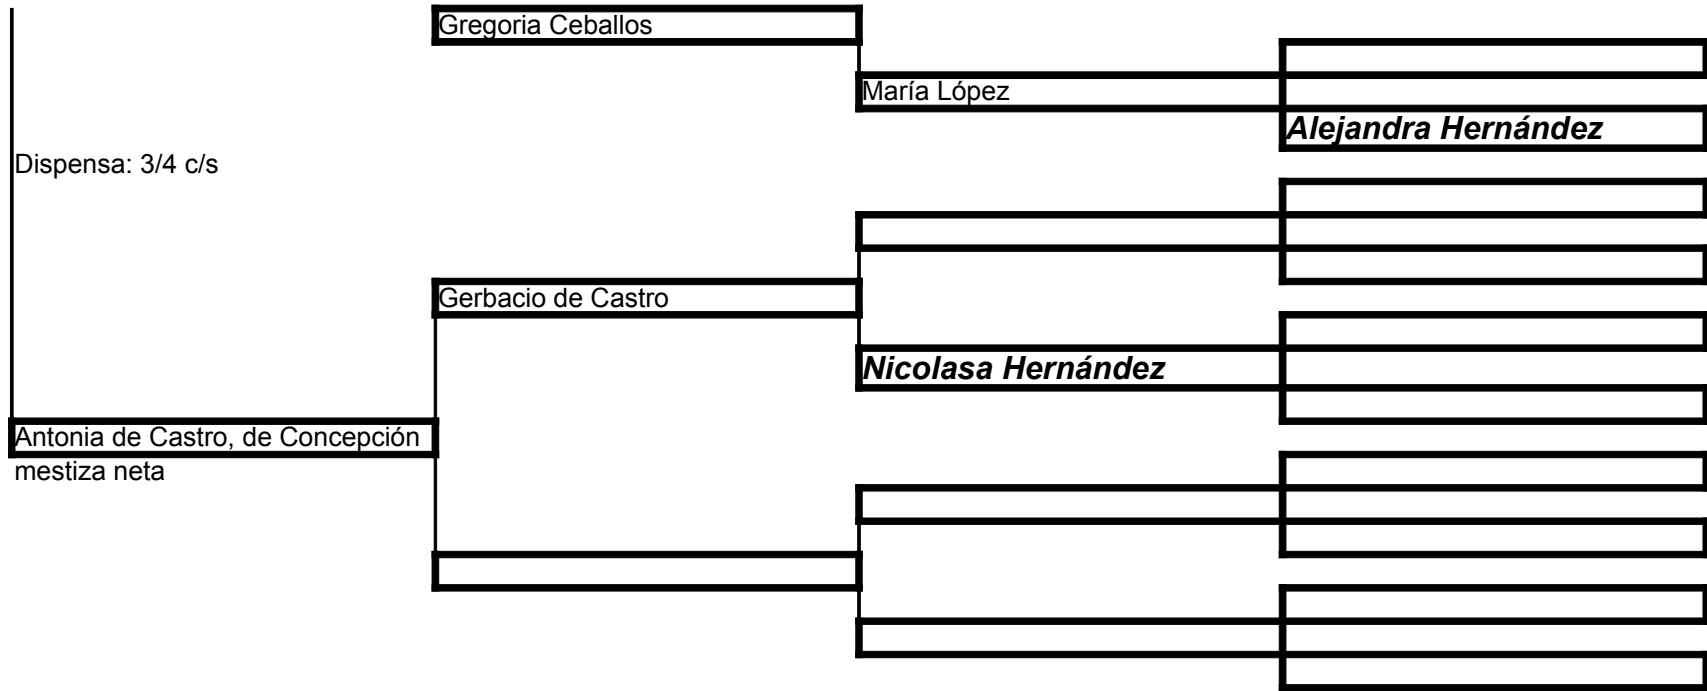 Gregoria Ceballos
María López
Alejandra Hernández
Dispensa: 3/4 c/s
Gerbacio de Castro
Nicolasa Hernández
Antonia de Castro, de Concepción
mestiza neta